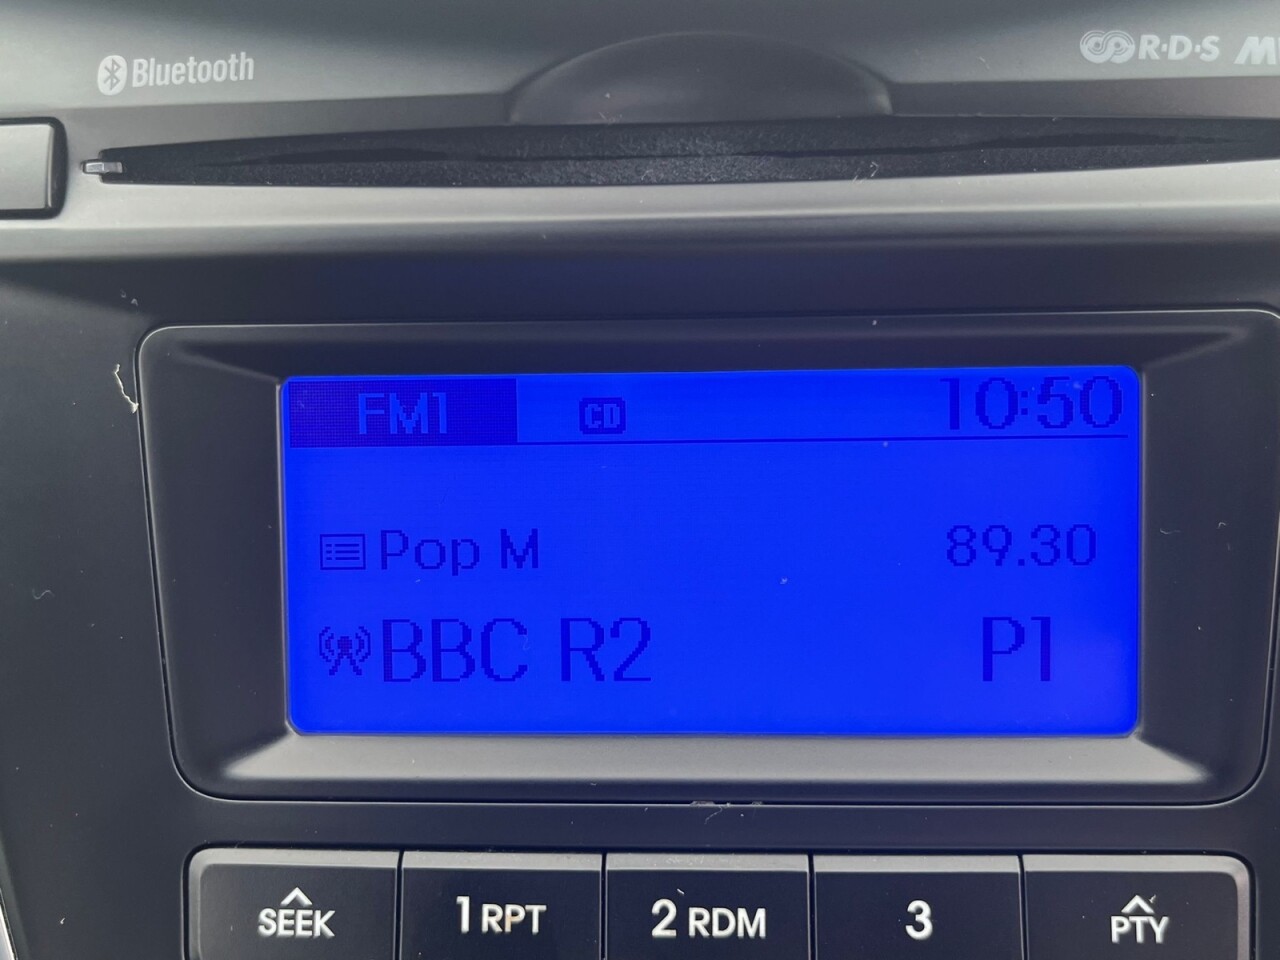 Bluetooth
R·D·S
FM1 CD 10:50
Pop M 89.30
BBC R2 P1
SEEK 1 RPT 2 RDM 3 PTY